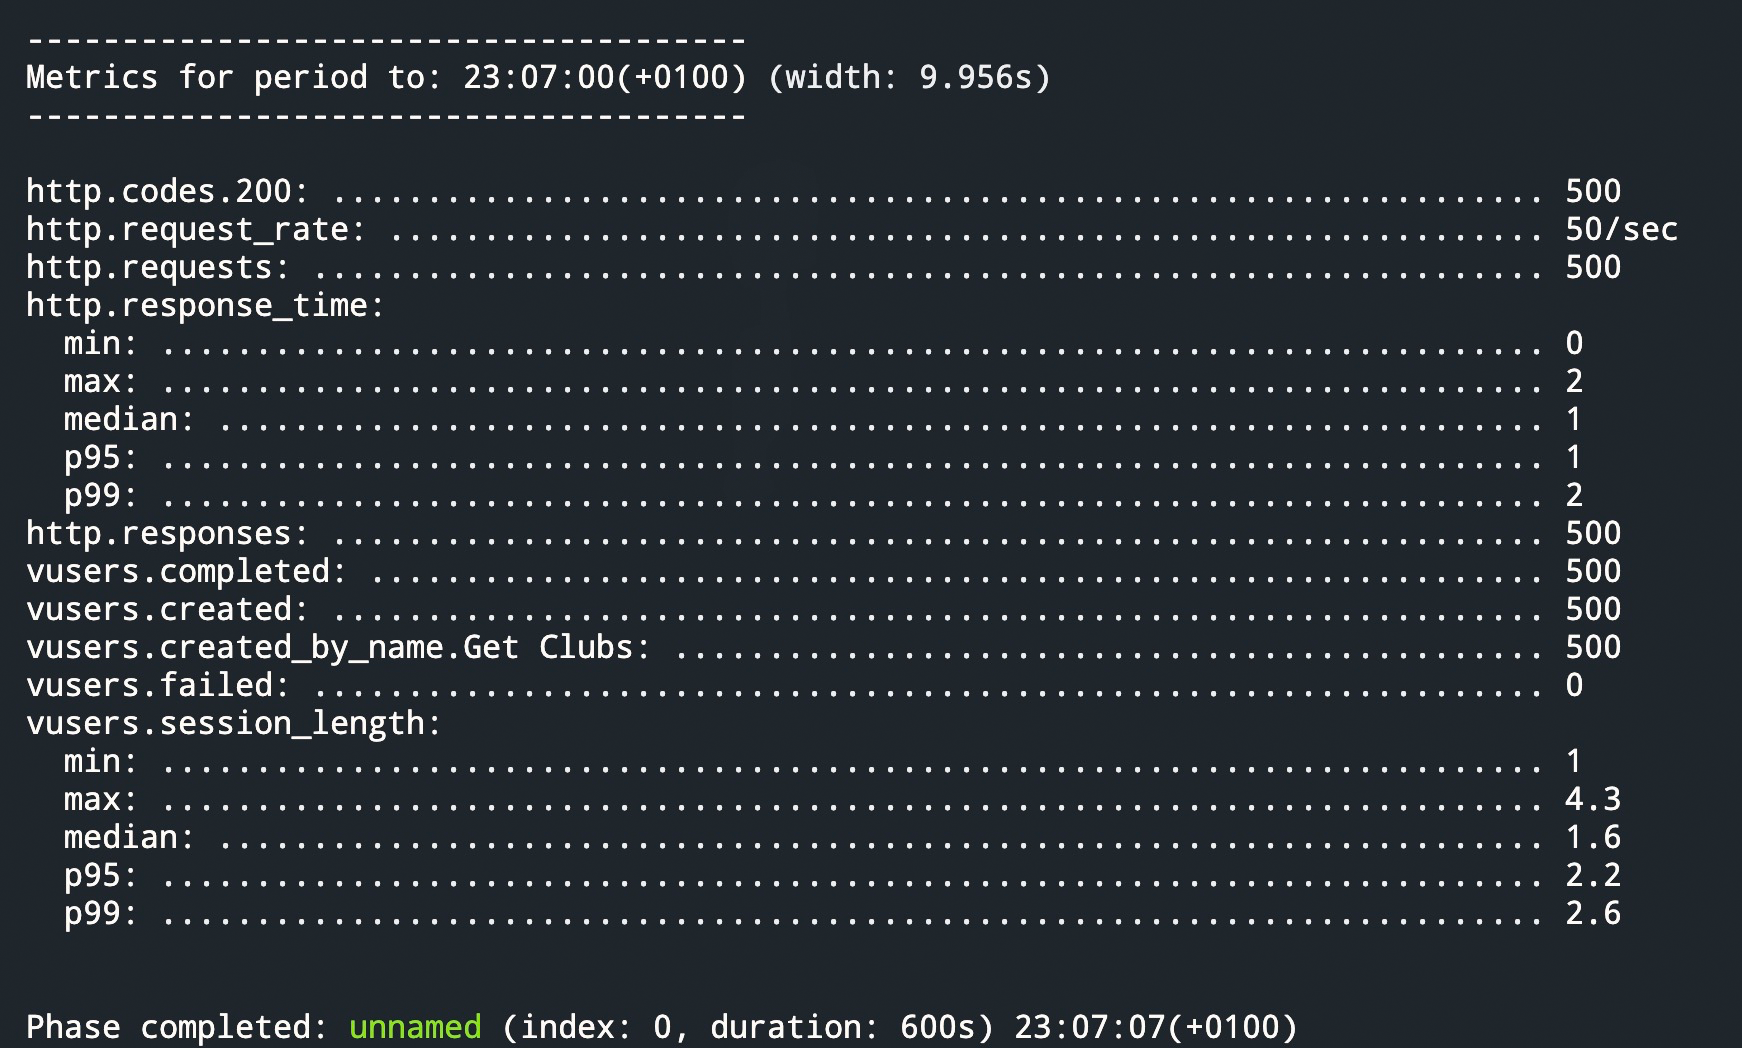 --------------------------------------
Metrics for period to: 23:07:00(+0100) (width: 9.956s)
--------------------------------------

http.codes.200: ................................................................ 500
http.request_rate: ............................................................. 50/sec
http.requests: ................................................................. 500
http.response_time:
  min: ......................................................................... 0
  max: ......................................................................... 2
  median: ...................................................................... 1
  p95: ......................................................................... 1
  p99: ......................................................................... 2
http.responses: ................................................................ 500
vusers.completed: .............................................................. 500
vusers.created: ................................................................ 500
vusers.created_by_name.Get Clubs: .............................................. 500
vusers.failed: ................................................................. 0
vusers.session_length:
  min: ......................................................................... 1
  max: ......................................................................... 4.3
  median: ...................................................................... 1.6
  p95: ......................................................................... 2.2
  p99: ......................................................................... 2.6

Phase completed: unnamed (index: 0, duration: 600s) 23:07:07(+0100)